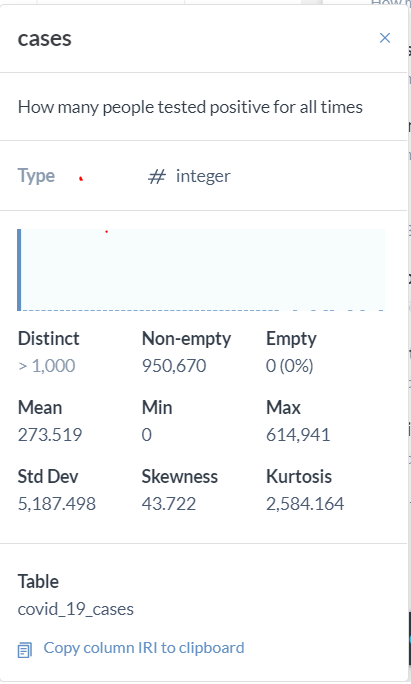 cases
How many people tested positive for all times
Type # integer
Distinct Non-empty Empty
> 1,000 950,670 0 (0%)
Mean Min Max
273.519 0 614,941
Std Dev Skewness Kurtosis
5,187.498 43.722 2,584.164
Table
covid_19_cases
Copy column IRI to clipboard